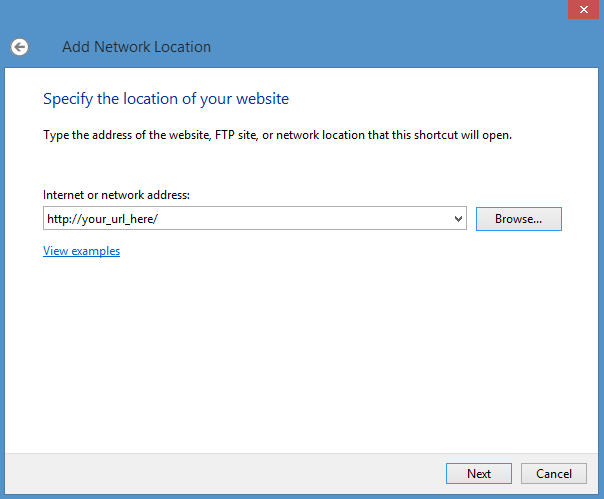 Add Network Location
Specify the location of your website
Type the address of the website, FTP site, or network location that this shortcut will open.
Internet or network address:
http://your_url_here/
Browse...
View examples
Next
Cancel